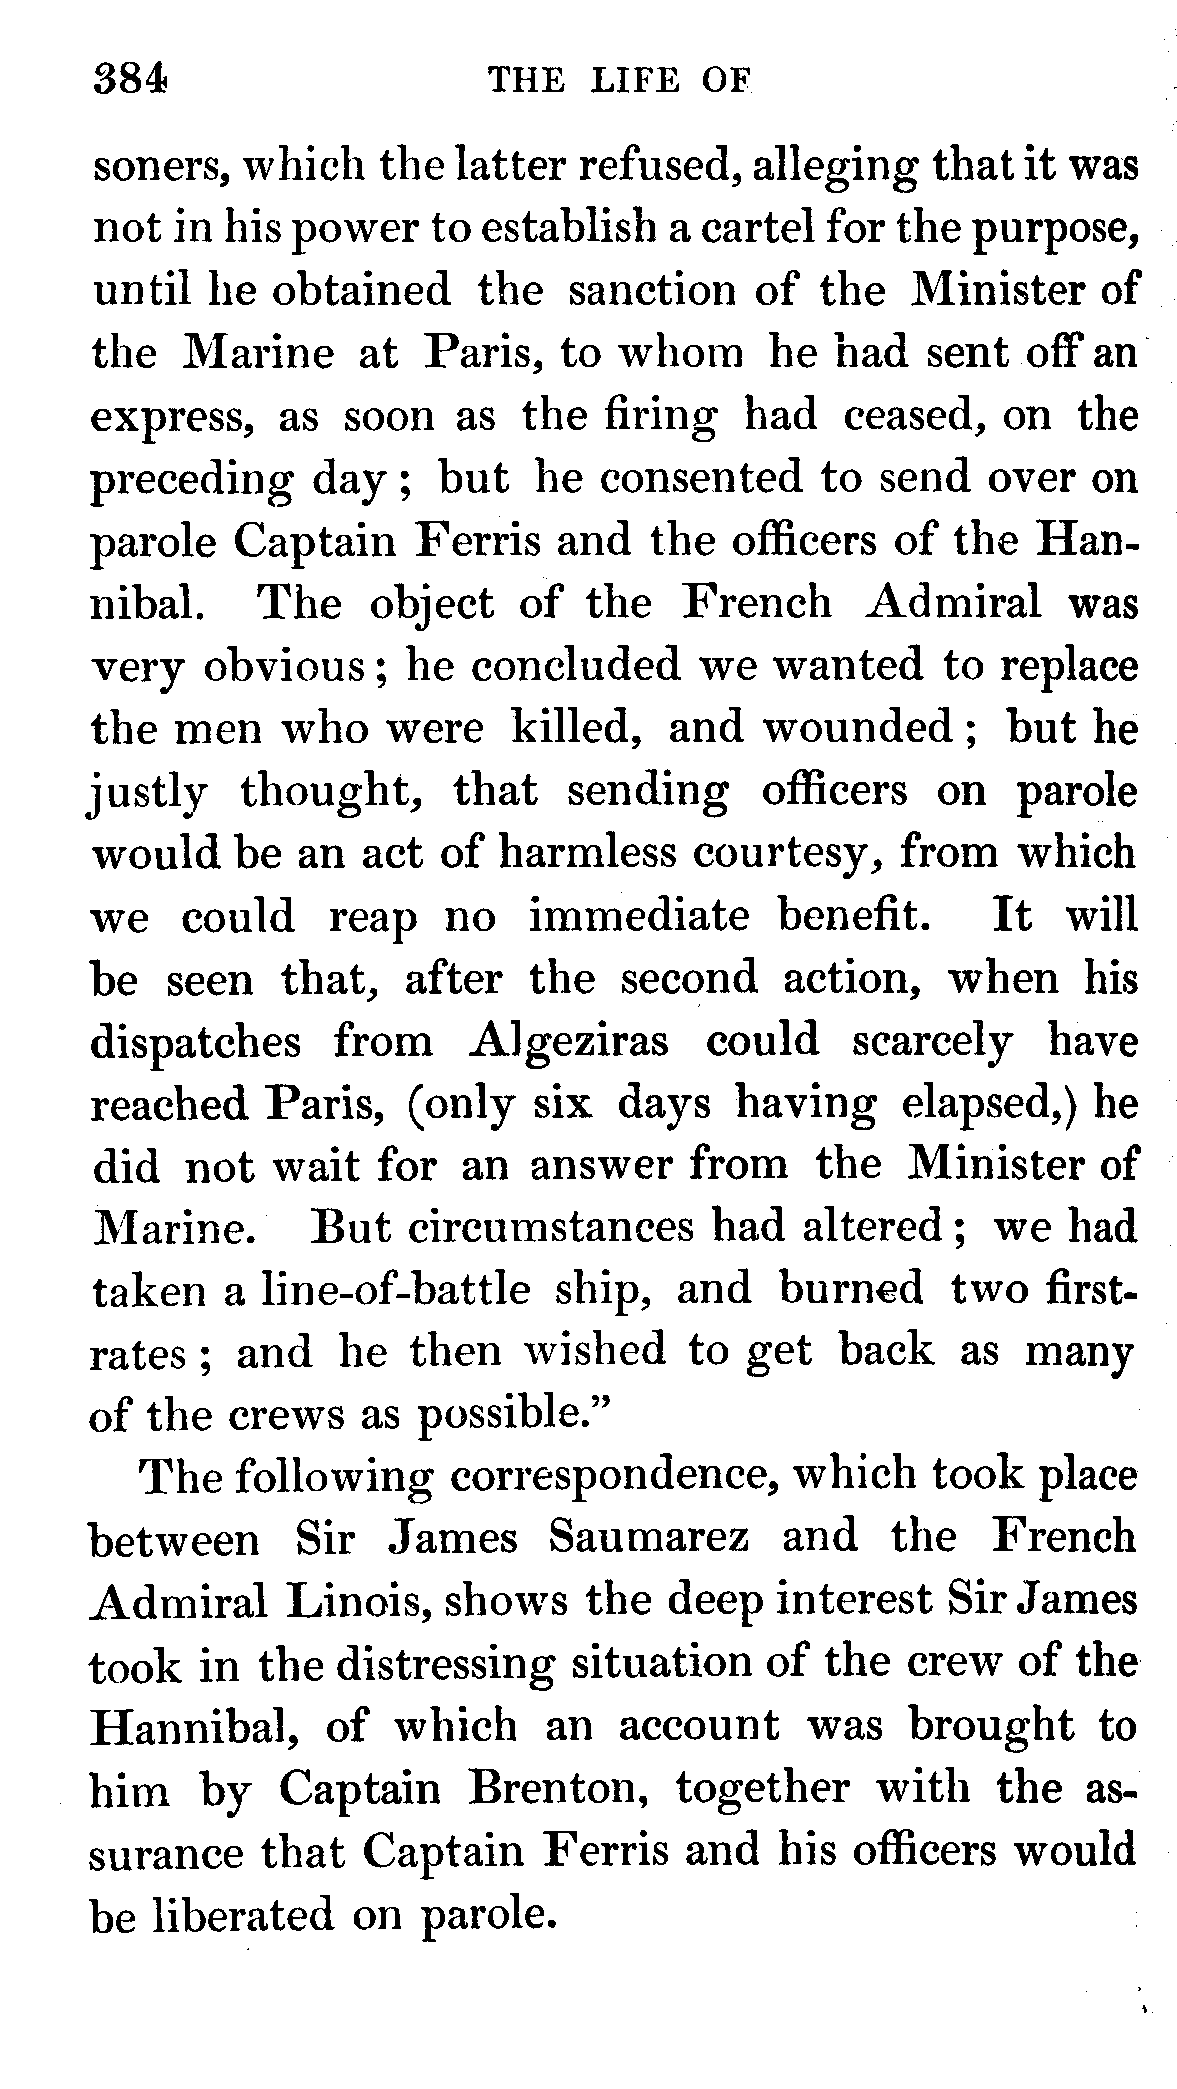 384 THE LIFE OF
soners, which the latter refused, alleging that it was
not in his power to establish a cartel for the purpose,
until he obtained the sanction of the Minister of
the Marine at Paris, to whom he had sent off an
express, as soon as the firing had ceased, on the
preceding day ; but he consented to send over on
parole Captain Ferris and the officers of the Han-
nibal. The object of the French Admiral was
very obvious ; he concluded we wanted to replace
the men who were killed, and wounded ; but he
justly thought, that sending officers on parole
would be an act of harmless courtesy, from which
we could reap no immediate benefit. It will
be seen that, after the second action, when his
dispatches from Algeziras could scarcely have
reached Paris, (only six days having elapsed,) he
did not wait for an answer from the Minister of
Marine. But circumstances had altered ; we had
taken a line-of-battle ship, and burned two first-
rates ; and he then wished to get back as many
of the crews as possible.”
The following correspondence, which took place
between Sir James Saumarez and the French
Admiral Linois, shows the deep interest Sir James
took in the distressing situation of the crew of the
Hannibal, of which an account was brought to
him by Captain Brenton, together with the as-
surance that Captain Ferris and his officers would
be liberated on parole.